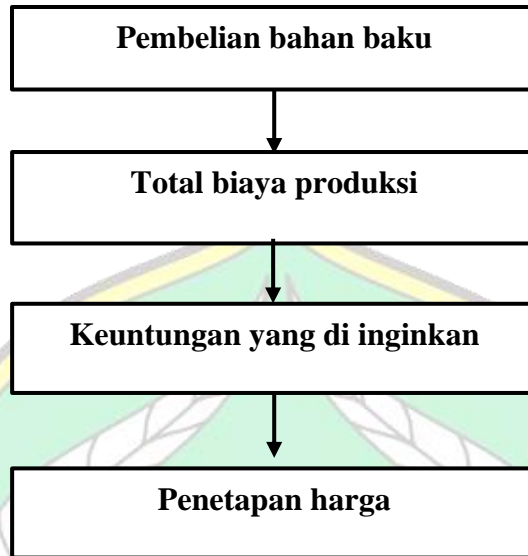 Pembelian bahan baku
Total biaya produksi
Keuntungan yang di inginkan
Penetapan harga